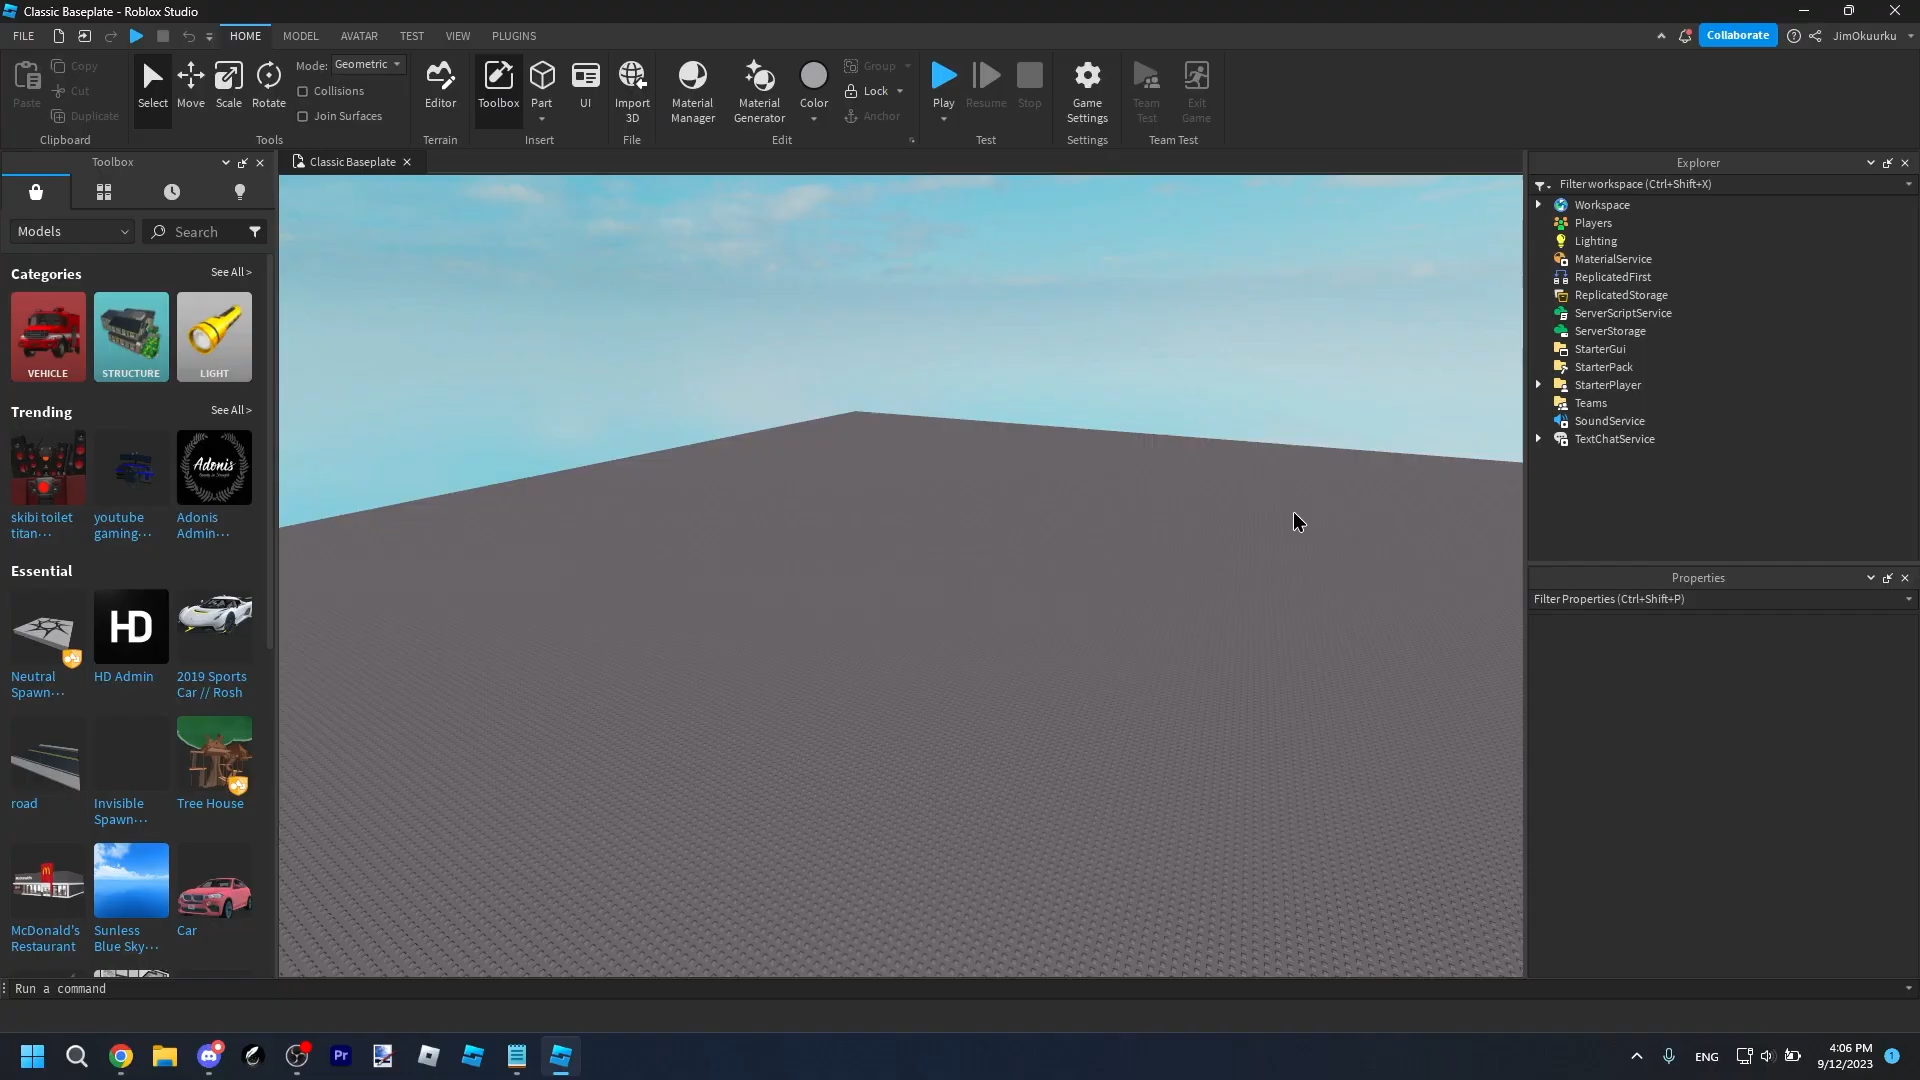 Classic Baseplate - Roblox Studio
FILE
HOME
MODEL
AVATAR
TEST
VIEW
PLUGINS
Collaborate
JimOkuurku
Paste
Copy
Cut
Duplicate
Clipboard
Select
Move
Scale
Rotate
Mode: Geometric
Collisions
Join Surfaces
Tools
Editor
Terrain
Toolbox
Part
UI
Insert
Import
3D
File
Material
Manager
Material
Generator
Color
Group
Lock
Anchor
Edit
Play
Resume
Stop
Test
Game
Settings
Settings
Team
Test
Exit
Game
Team Test
Toolbox
Models
Search
Categories
See All >
VEHICLE
STRUCTURE
LIGHT
Trending
See All >
Adonis
skibi toilet
titan...
youtube
gaming...
Adonis
Admin...
Essential
HD
Neutral
Spawn...
HD Admin
2019 Sports
Car // Rosh
road
Invisible
Spawn...
Tree House
McDonald's
Restaurant
Sunless
Blue Sky...
Car
Classic Baseplate
Explorer
Filter workspace (Ctrl+Shift+X)
Workspace
Players
Lighting
MaterialService
ReplicatedFirst
ReplicatedStorage
ServerScriptService
ServerStorage
StarterGui
StarterPack
StarterPlayer
Teams
SoundService
TextChatService
Properties
Filter Properties (Ctrl+Shift+P)
Run a command
Pr
ENG
4:06 PM
9/12/2023
1